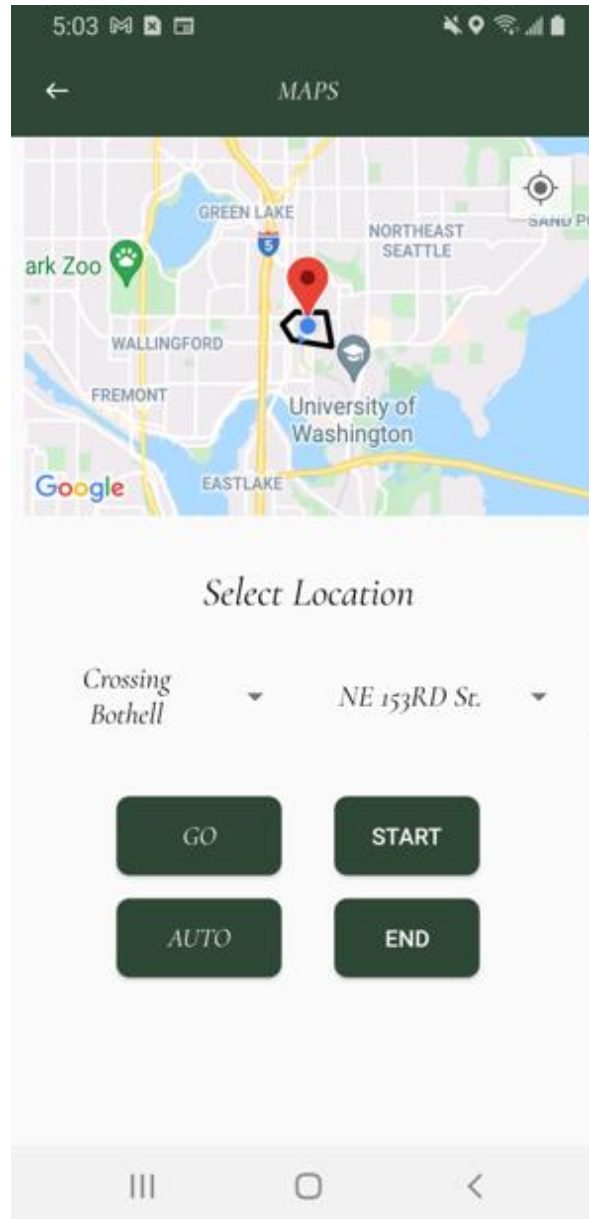 5:03
MAPS
GREEN LAKE
5
NORTHEAST
SEATTLE
SAND P
ark Zoo
WALLINGFORD
FREMONT
University of
Washington
Google
EASTLAKE
Select Location
Crossing
Bothell
NE 153RD St.
GO
START
AUTO
END